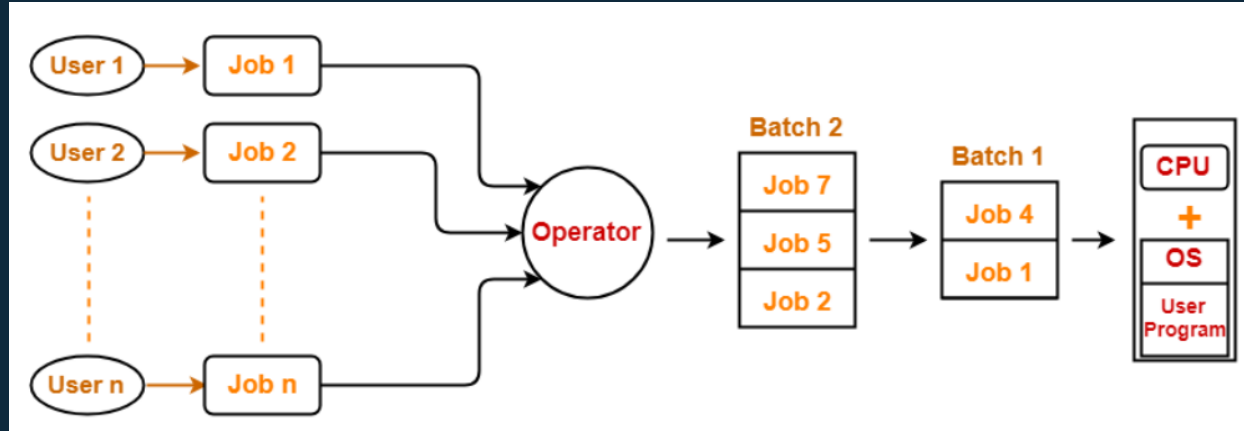 User 1
Job 1
User 2
Job 2
User n
Job n
Operator
Batch 2
Job 7
Job 5
Job 2
Batch 1
Job 4
Job 1
CPU
+
OS
User
Program